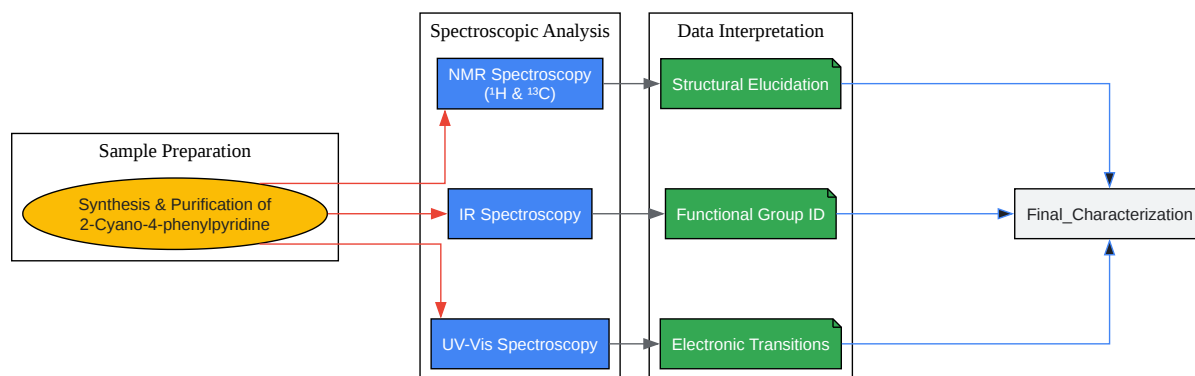 Sample Preparation
Synthesis & Purification of
2-Cyano-4-phenylpyridine
Spectroscopic Analysis
NMR Spectroscopy
(¹H & ¹³C)
IR Spectroscopy
UV-Vis Spectroscopy
Data Interpretation
Structural Elucidation
Functional Group ID
Electronic Transitions
Final_Characterization